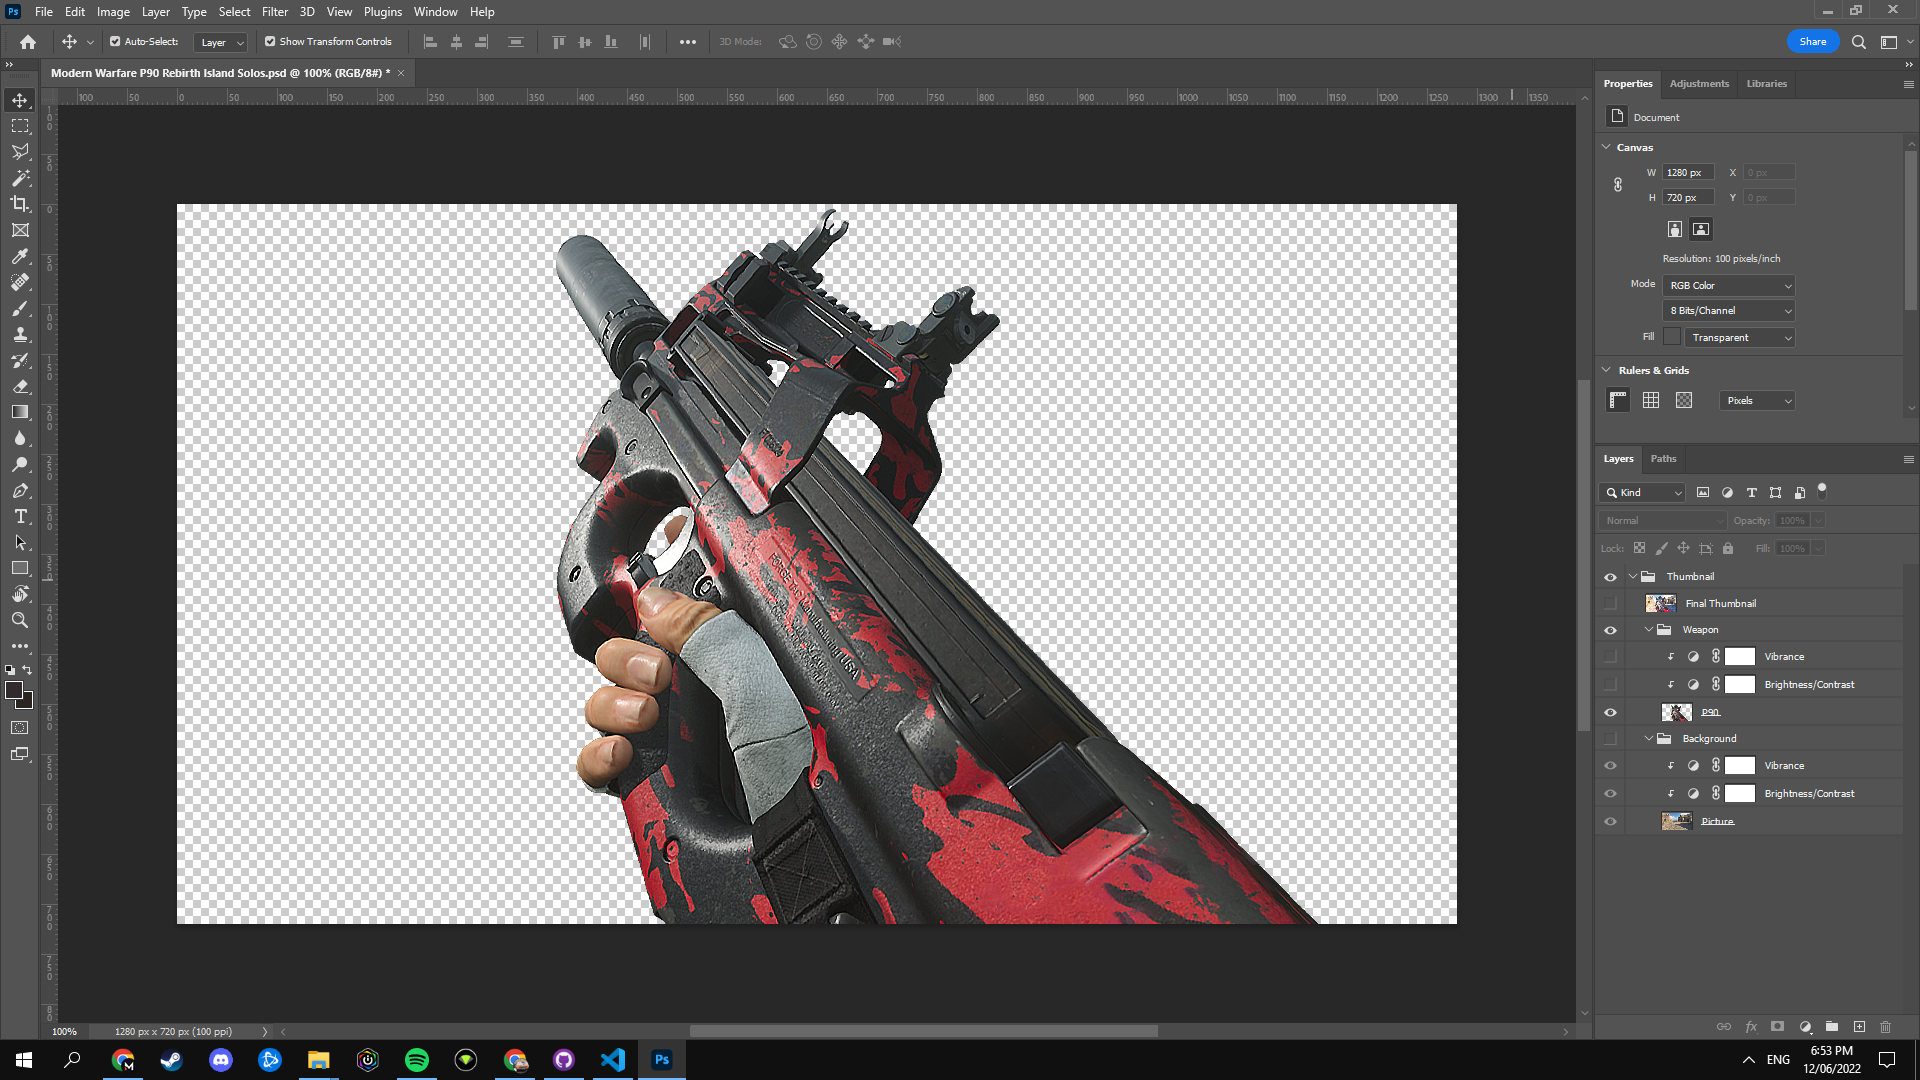 Ps File Edit Image Layer Type Select Filter 3D View Plugins Window Help
Auto-Select: Layer Show Transform Controls 3D Mode: Share
Modern Warfare P90 Rebirth Island Solos.psd @ 100% (RGB/8#) *
100 50 0 50 100 150 200 250 300 350 400 450 500 550 600 650 700 750 800 850 900 950 1000 1050 1100 1150 1200 1250 1300 1350
Properties Adjustments Libraries
Document
Canvas
W 1280 px X 0 px
H 720 px Y 0 px
Resolution: 100 pixels/inch
Mode RGB Color
8 Bits/Channel
Fill Transparent
Rulers & Grids
Pixels
Layers Paths
Kind
Normal Opacity: 100%
Lock: Fill: 100%
Thumbnail
Final Thumbnail
Weapon
Vibrance
Brightness/Contrast
P90
Background
Vibrance
Brightness/Contrast
Picture
USA
100% 1280 px x 720 px (100 ppi)
Ps ENG 6:53 PM
12/06/2022